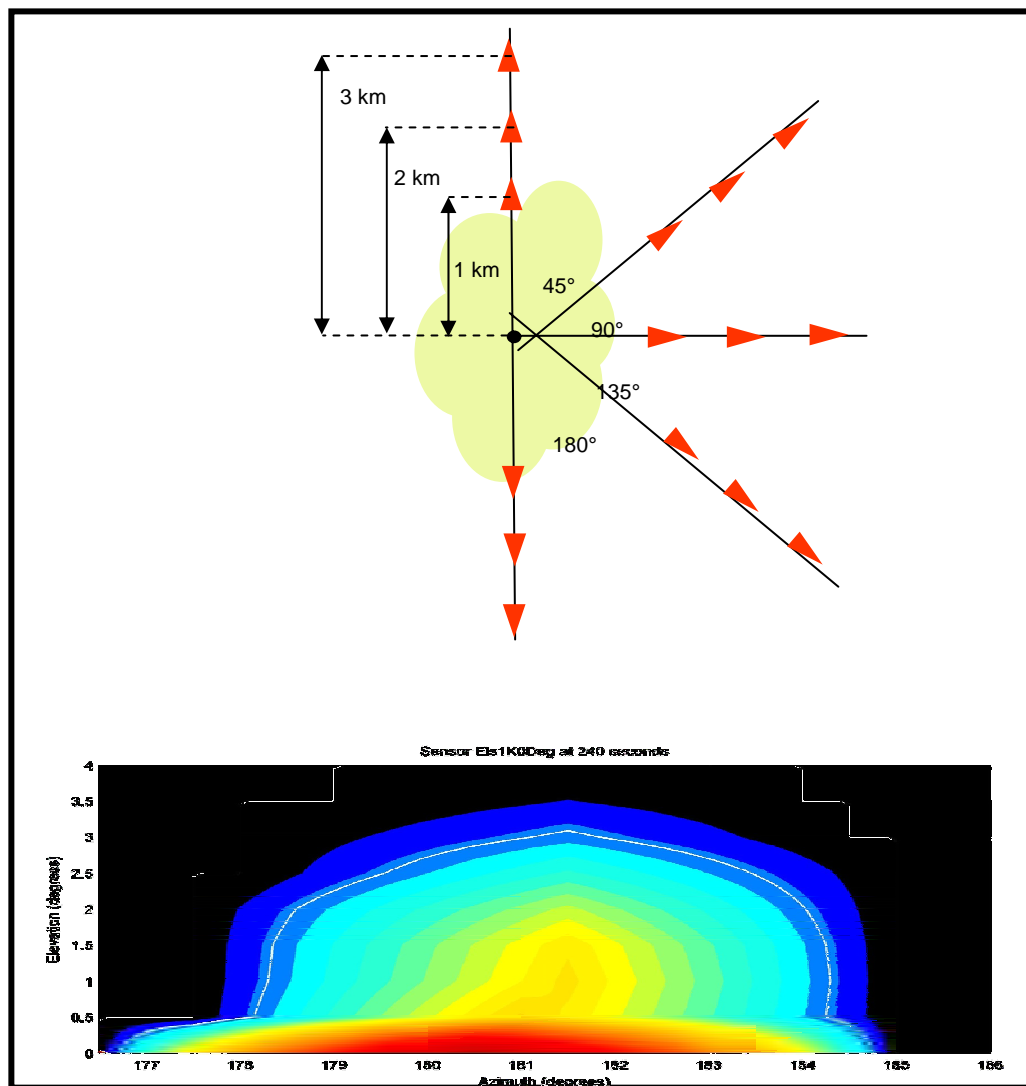 3 km
2 km
1 km
45°
90°
135°
180°
Sensor Els1K0Deg at 240 seconds
Elevation (degrees)
4
3.5
3
2.5
2
1.5
1
0.5
0
177 178 179 180 181 182 183 184 185 186
Azimuth (degrees)